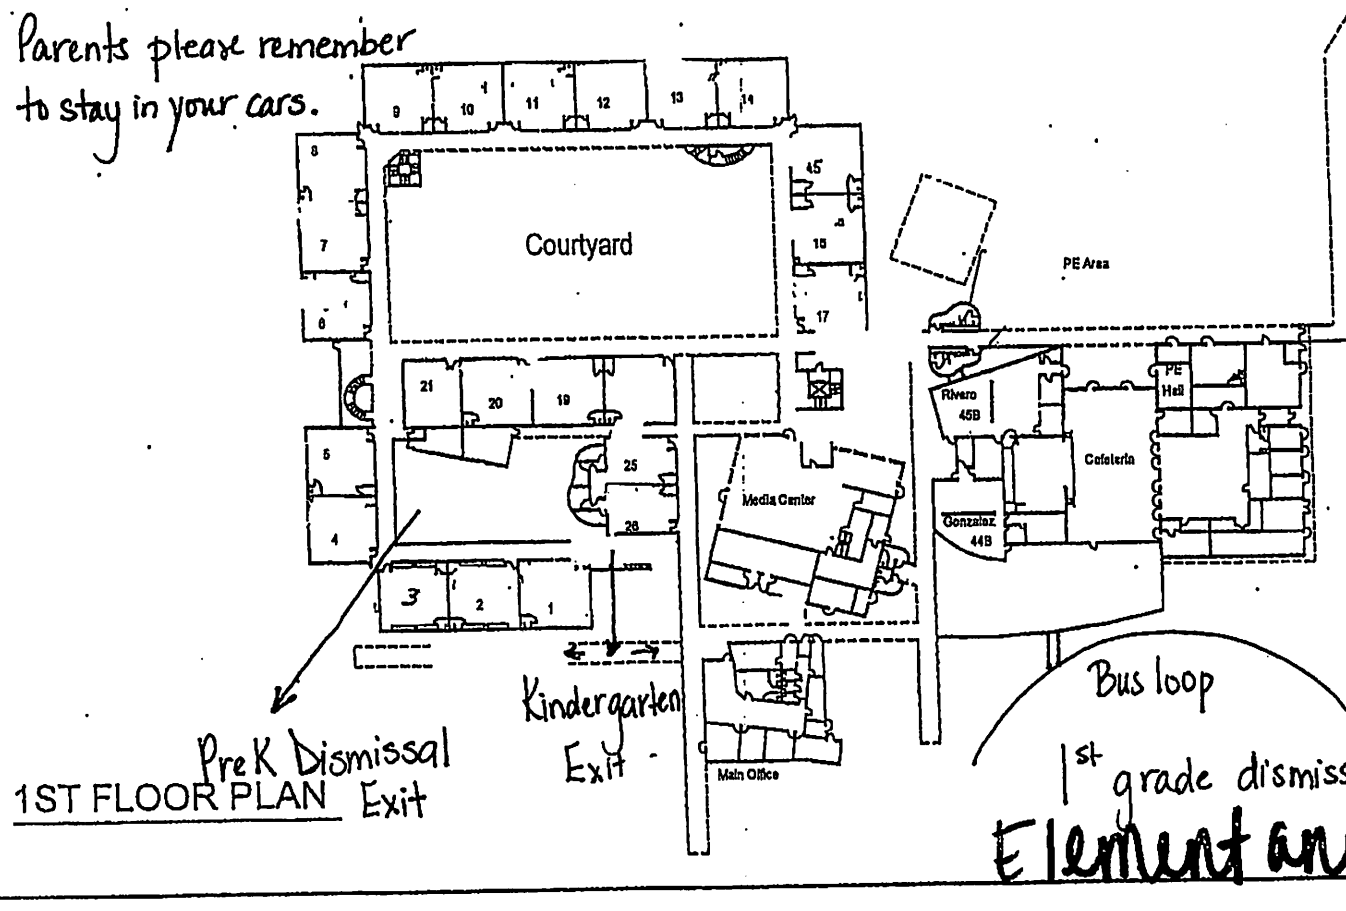 Parents please remember
to stay in your cars.
9
10
11
12
13
14
8
7
6
45
16
17
Courtyard
PE Area
21
20
19
Rivero
45B
PE
Hall
Cafeteria
5
4
25
26
Media Center
Gonzalez
44B
3
2
1
Bus loop
Kindergarten
Exit
Pre K Dismissal
Exit
1ST FLOOR PLAN
Main Office
1st grade dismiss
Elementar